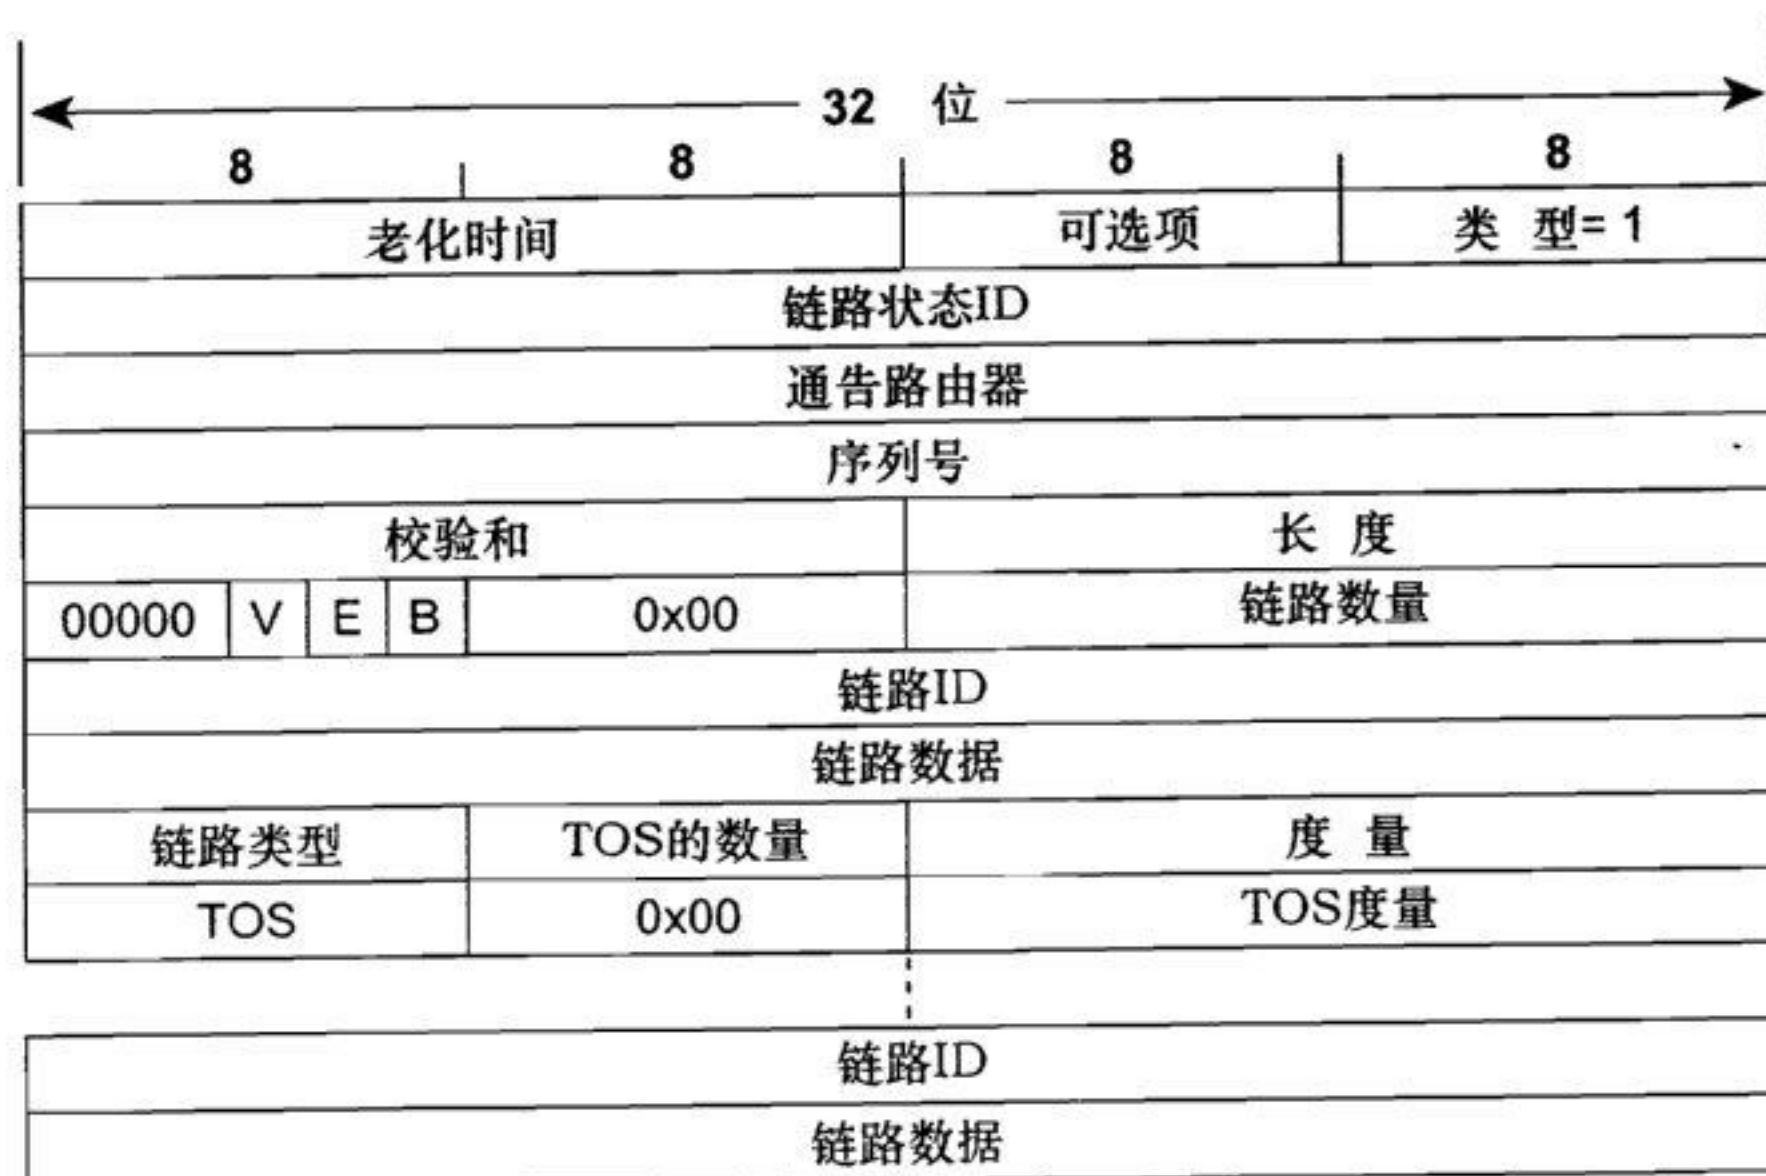 32 位
8 8 8 8
老化时间 可选项 类 型= 1
链路状态ID
通告路由器
序列号
校验和 长 度
00000 V E B 0x00 链路数量
链路ID
链路数据
链路类型 TOS的数量 度 量
TOS 0x00 TOS度量
链路ID
链路数据